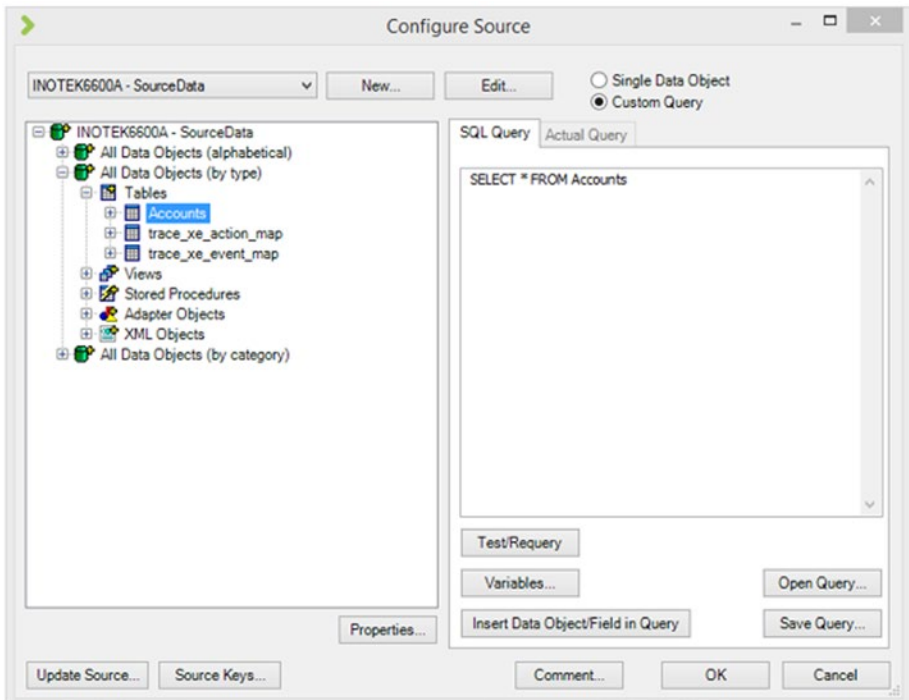 Configure Source
INOTEK6600A - SourceData
New...
Edit...
Single Data Object
Custom Query
INOTEK6600A - SourceData
All Data Objects (alphabetical)
All Data Objects (by type)
Tables
Accounts
trace_xe_action_map
trace_xe_event_map
Views
Stored Procedures
Adapter Objects
XML Objects
All Data Objects (by category)
Properties...
SQL Query
Actual Query
SELECT * FROM Accounts
Test/Requery
Variables...
Open Query...
Insert Data Object/Field in Query
Save Query...
Update Source...
Source Keys...
Comment...
OK
Cancel